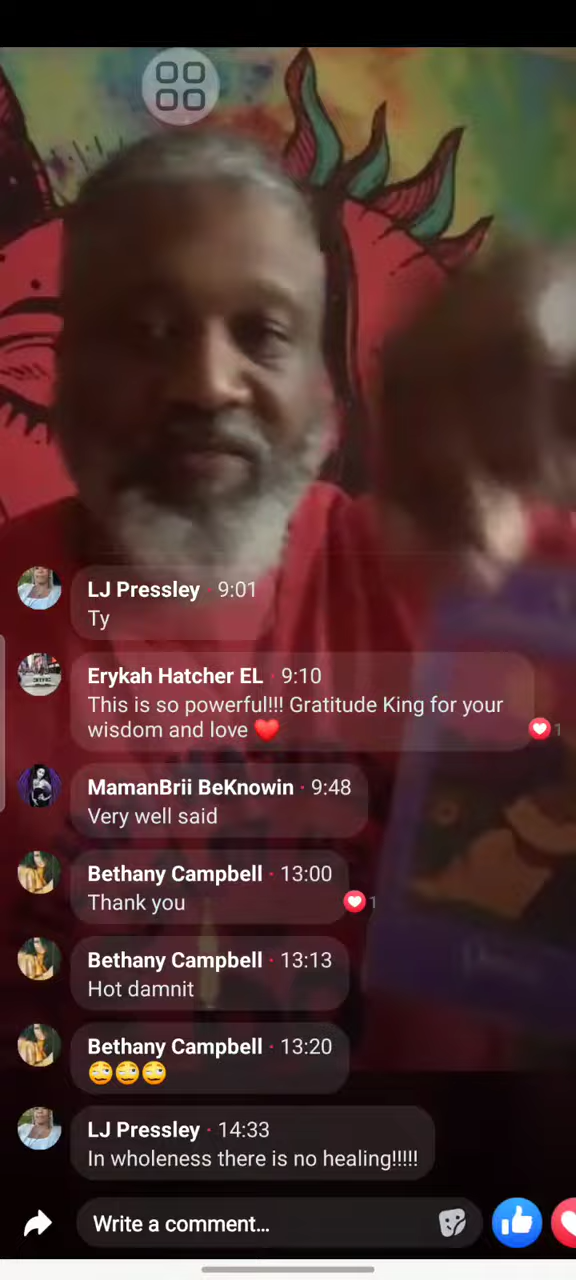 LJ Pressley · 9:01
Ty
Erykah Hatcher EL · 9:10
This is so powerful!!! Gratitude King for your
wisdom and love ❤️
1
MamanBrii BeKnowin · 9:48
Very well said
Bethany Campbell · 13:00
Thank you
1
Bethany Campbell · 13:13
Hot damnit
Bethany Campbell · 13:20
🙄🙄🙄
LJ Pressley · 14:33
In wholeness there is no healing!!!!!
Write a comment...